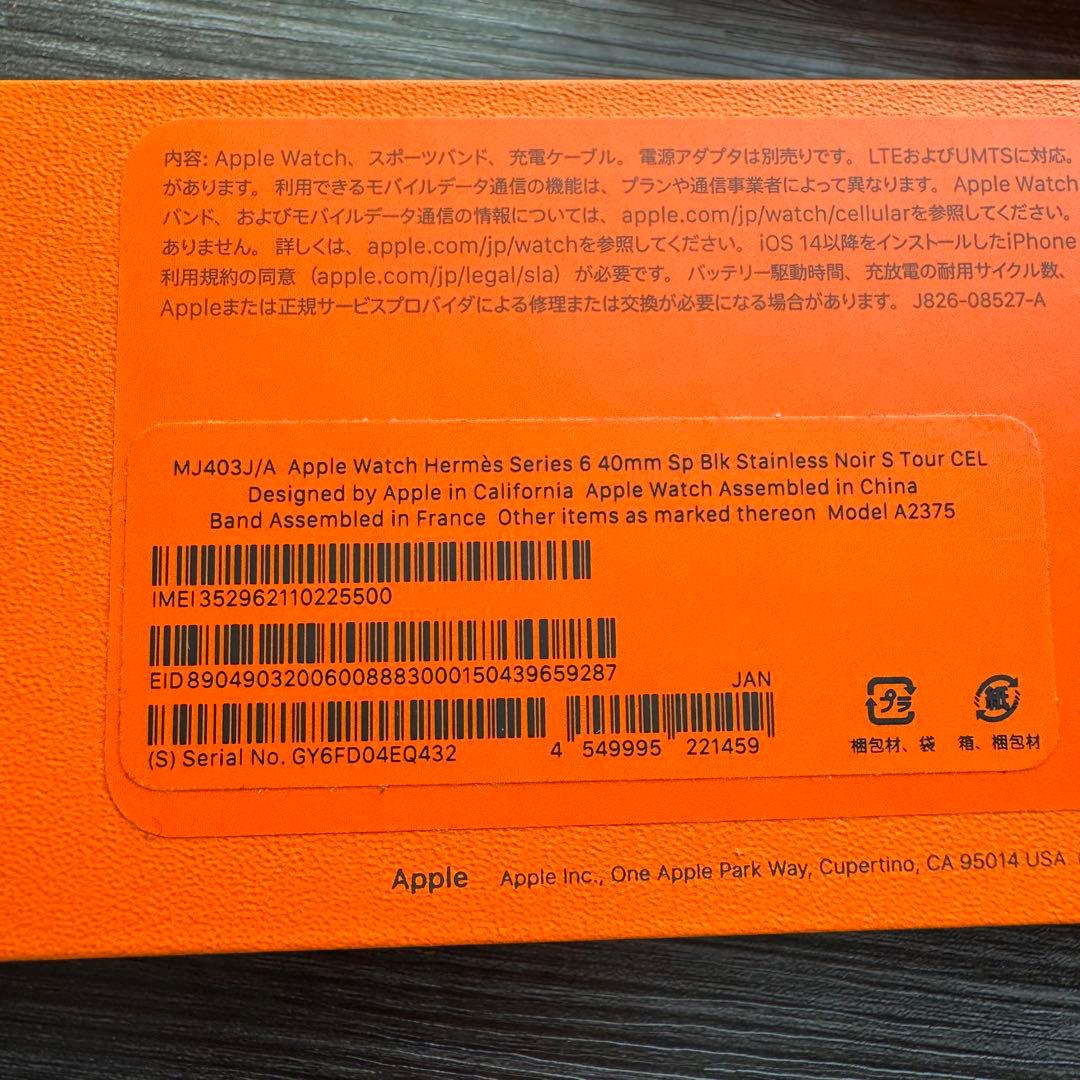 内容: Apple Watch、スポーツバンド、充電ケーブル。電源アダプタは別売りです。LTEおよびUMTSに対応。
があります。利用できるモバイルデータ通信の機能は、プランや通信事業者によって異なります。Apple Watch
バンド、およびモバイルデータ通信の情報については、apple.com/jp/watch/cellularを参照してください。
ありません。詳しくは、apple.com/jp/watchを参照してください。iOS 14以降をインストールしたiPhone
利用規約の同意（apple.com/jp/legal/sla）が必要です。バッテリー駆動時間、充放電の耐用サイクル数、
Appleまたは正規サービスプロバイダによる修理または交換が必要になる場合があります。J826-08527-A
MJ403J/A Apple Watch Hermès Series 6 40mm Sp Blk Stainless Noir S Tour CEL
Designed by Apple in California Apple Watch Assembled in China
Band Assembled in France Other items as marked thereon Model A2375
IMEI 352962110225500
EID 89049032006008883000150439659287
JAN
(S) Serial No. GY6FD04EQ432
4 549995 221459
プラ 紙
梱包材、袋 箱、梱包材
Apple Apple Inc., One Apple Park Way, Cupertino, CA 95014 USA